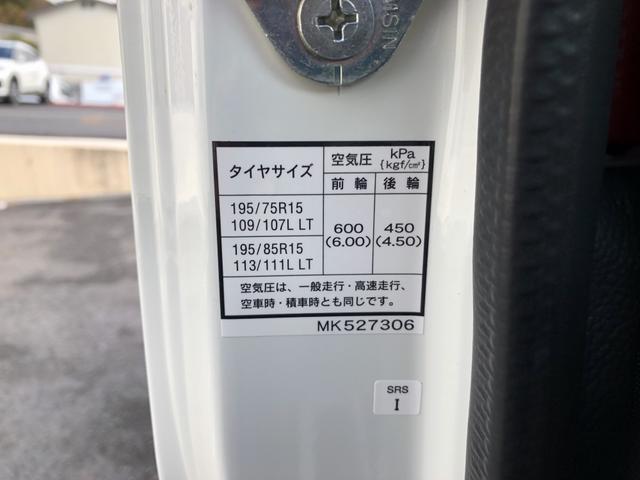 NISIN
タイヤサイズ
空気圧 kPa {kgf/cm²}
前輪 後輪
195/75R15
109/107L LT
195/85R15
113/111L LT
600 450
(6.00) (4.50)
空気圧は、一般走行・高速走行、
空車時・積車時とも同じです。
MK527306
SRS
I